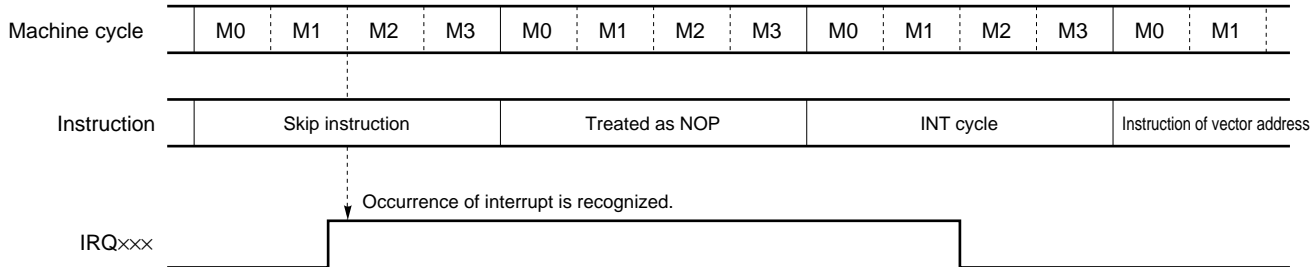 Machine cycle M0 M1 M2 M3 M0 M1 M2 M3 M0 M1 M2 M3 M0 M1
Instruction Skip instruction Treated as NOP INT cycle Instruction of vector address
Occurrence of interrupt is recognized.
IRQ×××